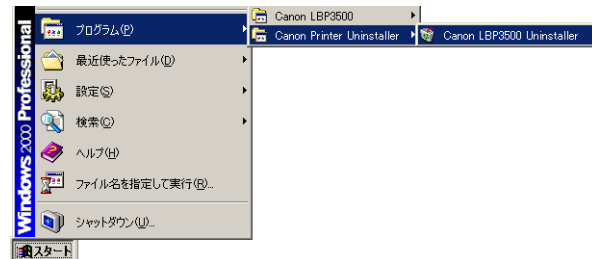 Windows 2000 Professional
プログラム(P)
Canon LBP3500
Canon Printer Uninstaller
Canon LBP3500 Uninstaller
最近使ったファイル(D)
設定(S)
検索(C)
ヘルプ(H)
ファイル名を指定して実行(R)...
シャットダウン(U)...
スタート